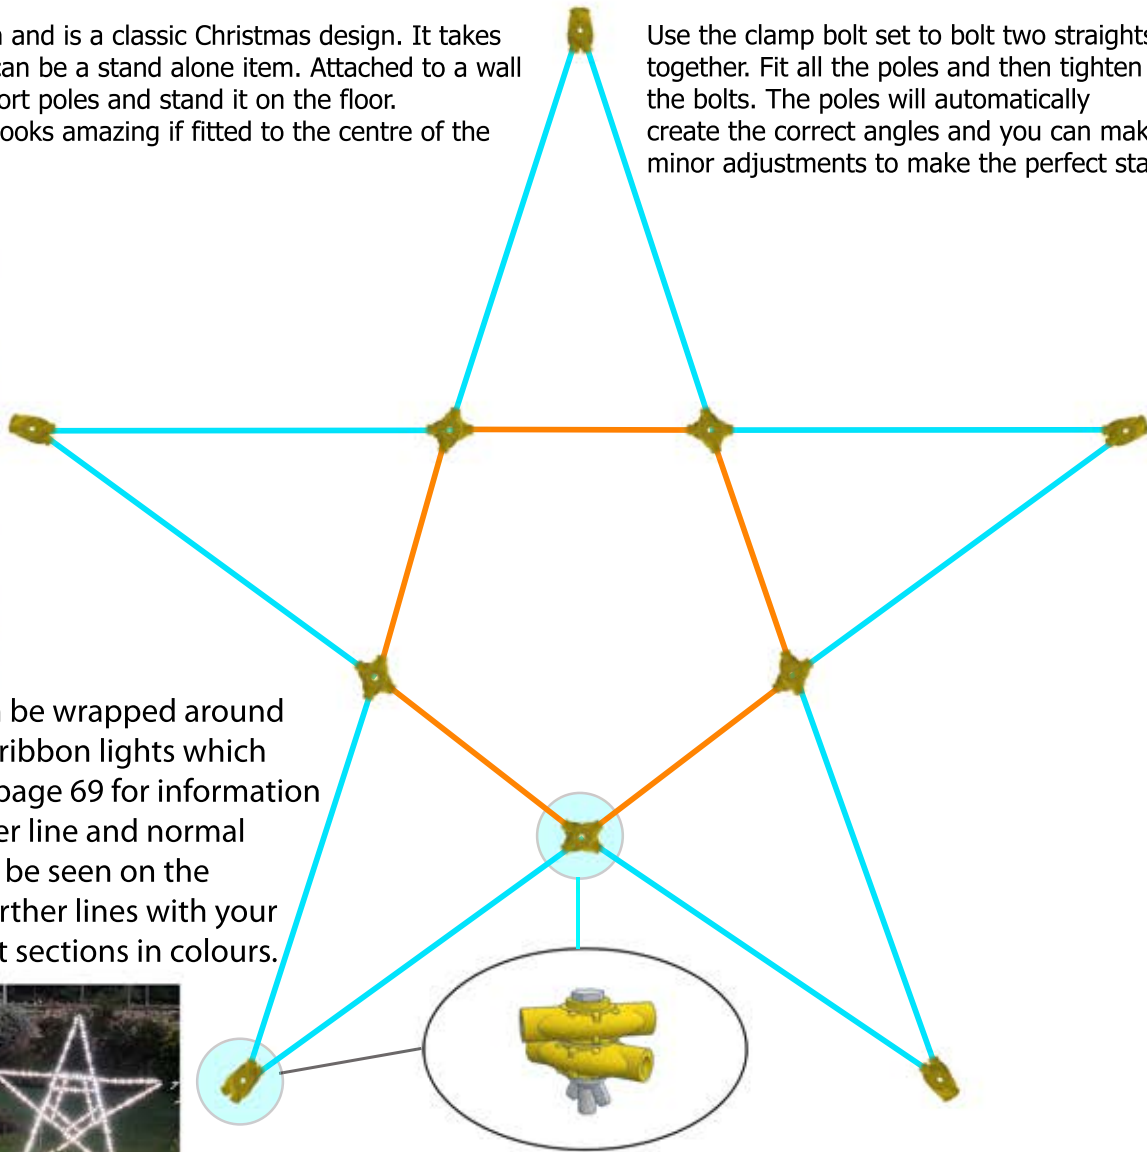 and is a classic Christmas design. It takes
can be a stand alone item. Attached to a wall
ort poles and stand it on the floor.
ooks amazing if fitted to the centre of the
Use the clamp bolt set to bolt two straights
together. Fit all the poles and then tighten
the bolts. The poles will automatically
create the correct angles and you can mak
minor adjustments to make the perfect sta
be wrapped around
ribbon lights which
page 69 for information
er line and normal
be seen on the
rther lines with your
t sections in colours.